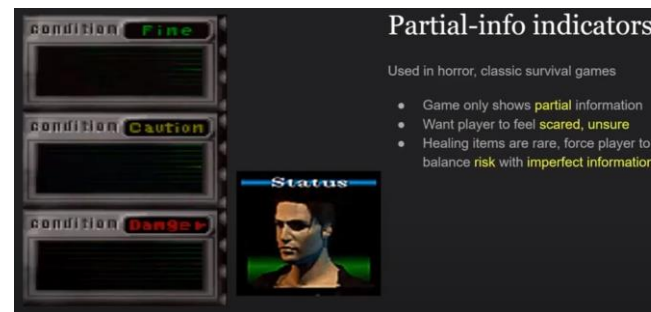 condition Fine
condition Caution
condition Danger
Status
Partial-info indicators
Used in horror, classic survival games
● Game only shows partial information
● Want player to feel scared, unsure
● Healing items are rare, force player to
balance risk with imperfect information